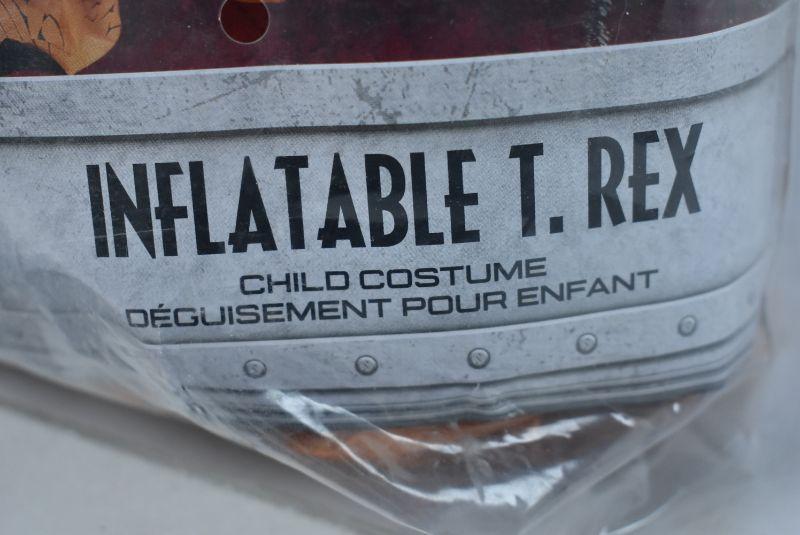 INFLATABLE T. REX
CHILD COSTUME
DÉGUISEMENT POUR ENFANT